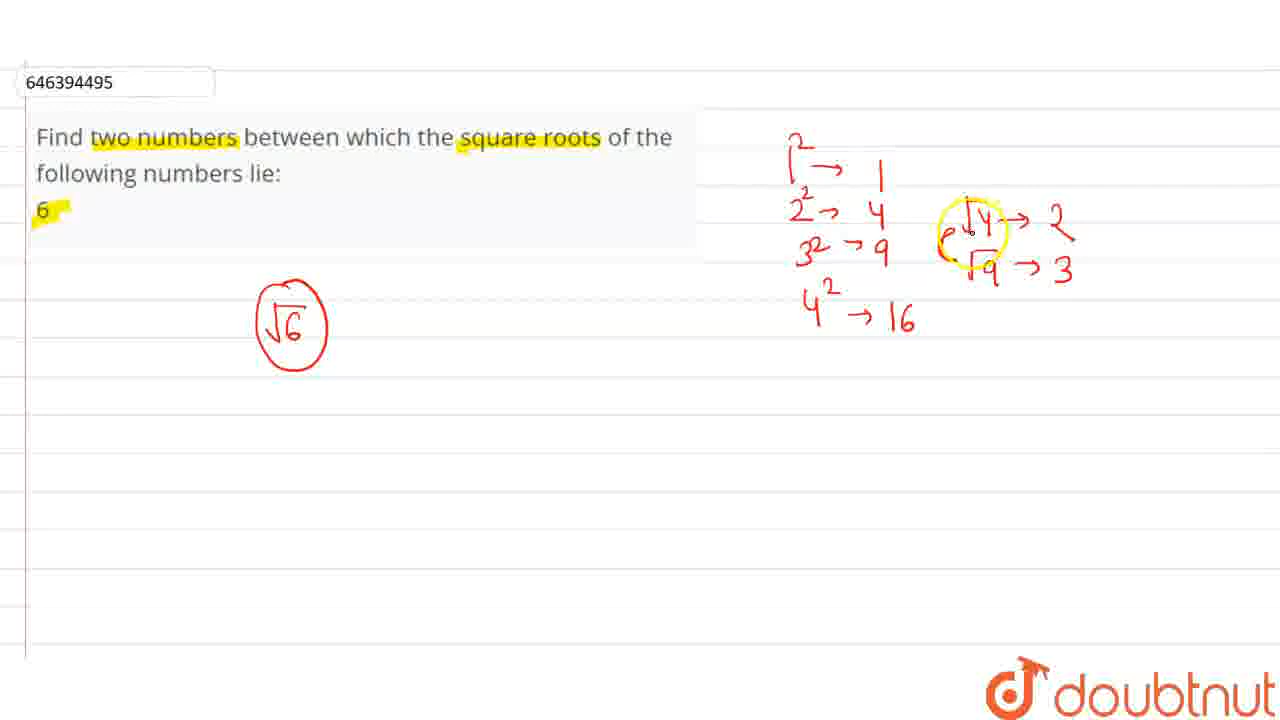 646394495
Find two numbers between which the square roots of the
following numbers lie:
6
√6
1² → 1
2² → 4
3² → 9
4² → 16
√4 → 2
√9 → 3
doubtnut